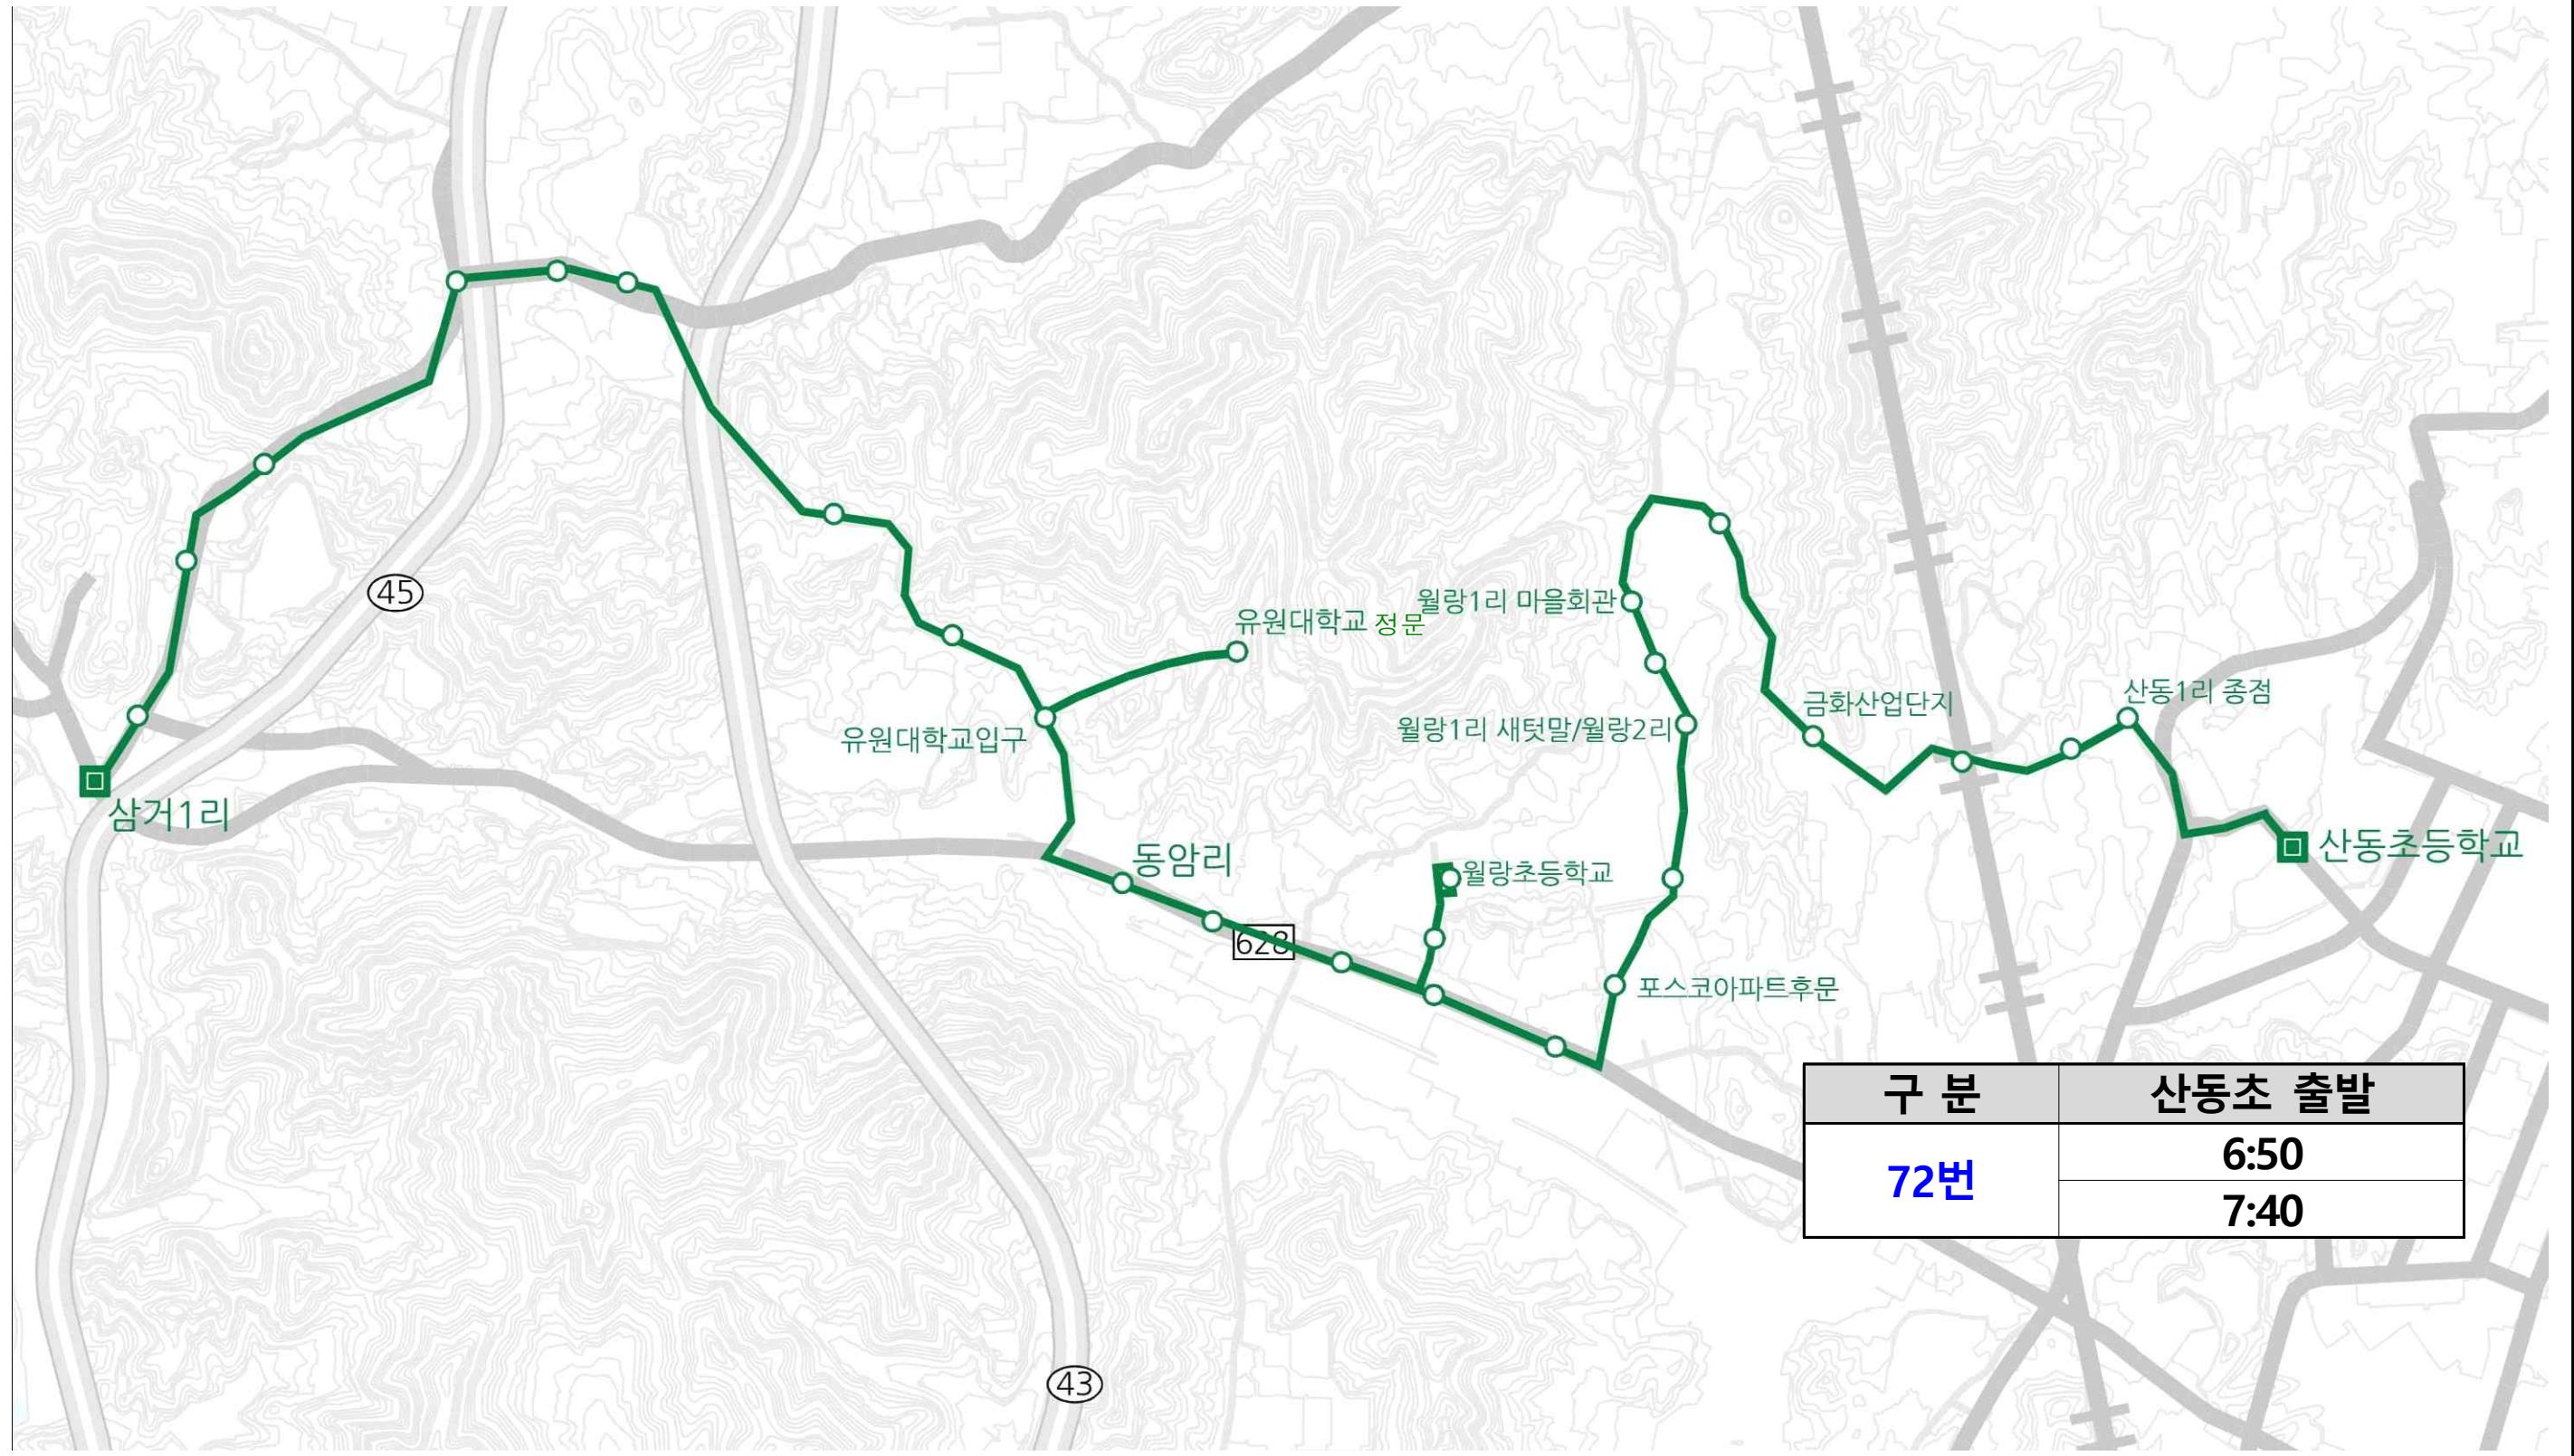 45
유원대학교 정문
월랑1리 마을회관
산동1리 종점
금화산업단지
월랑1리 새텃말/월랑2리
유원대학교입구
삼거1리
동암리
산동초등학교
월랑초등학교
628
포스코아파트후문
구 분 산동초 출발
72번 6:50
7:40
43